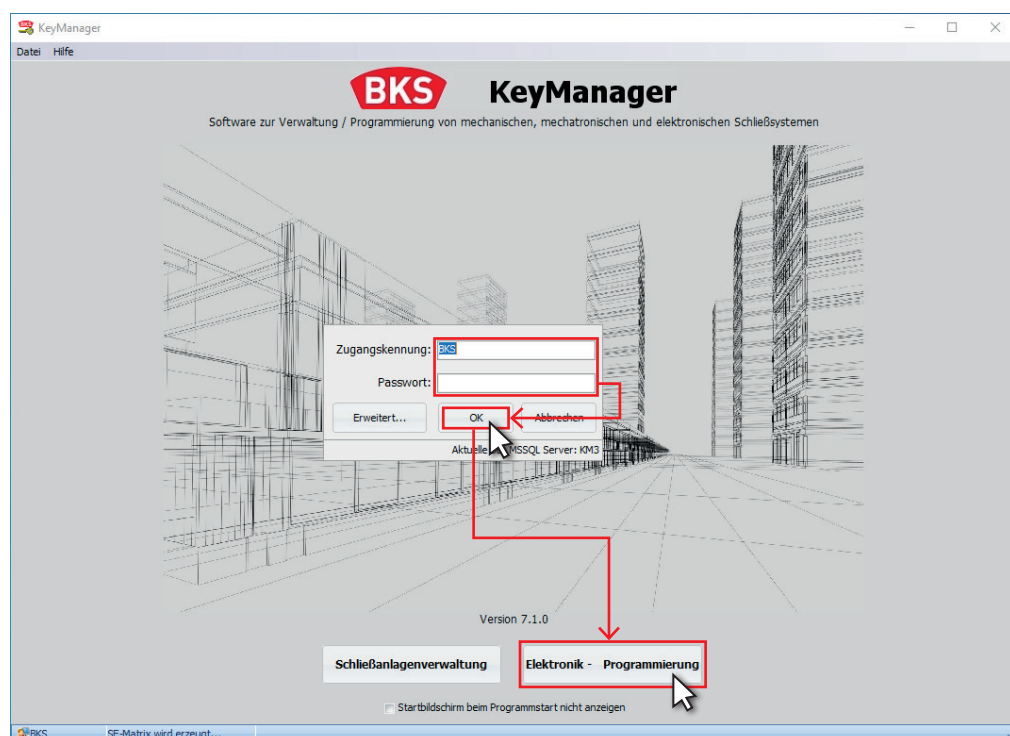 KeyManager
Datei Hilfe
BKS KeyManager
Software zur Verwaltung / Programmierung von mechanischen, mechatronischen und elektronischen Schließsystemen
Zugangskennung: BKS
Passwort:
Erweitert... OK Abbrechen
Aktuelle MSSQL Server: KM3
Version 7.1.0
Schließanlagenverwaltung Elektronik - Programmierung
Startbildschirm beim Programmstart nicht anzeigen
BKS SE-Matrix wird erzeugt...